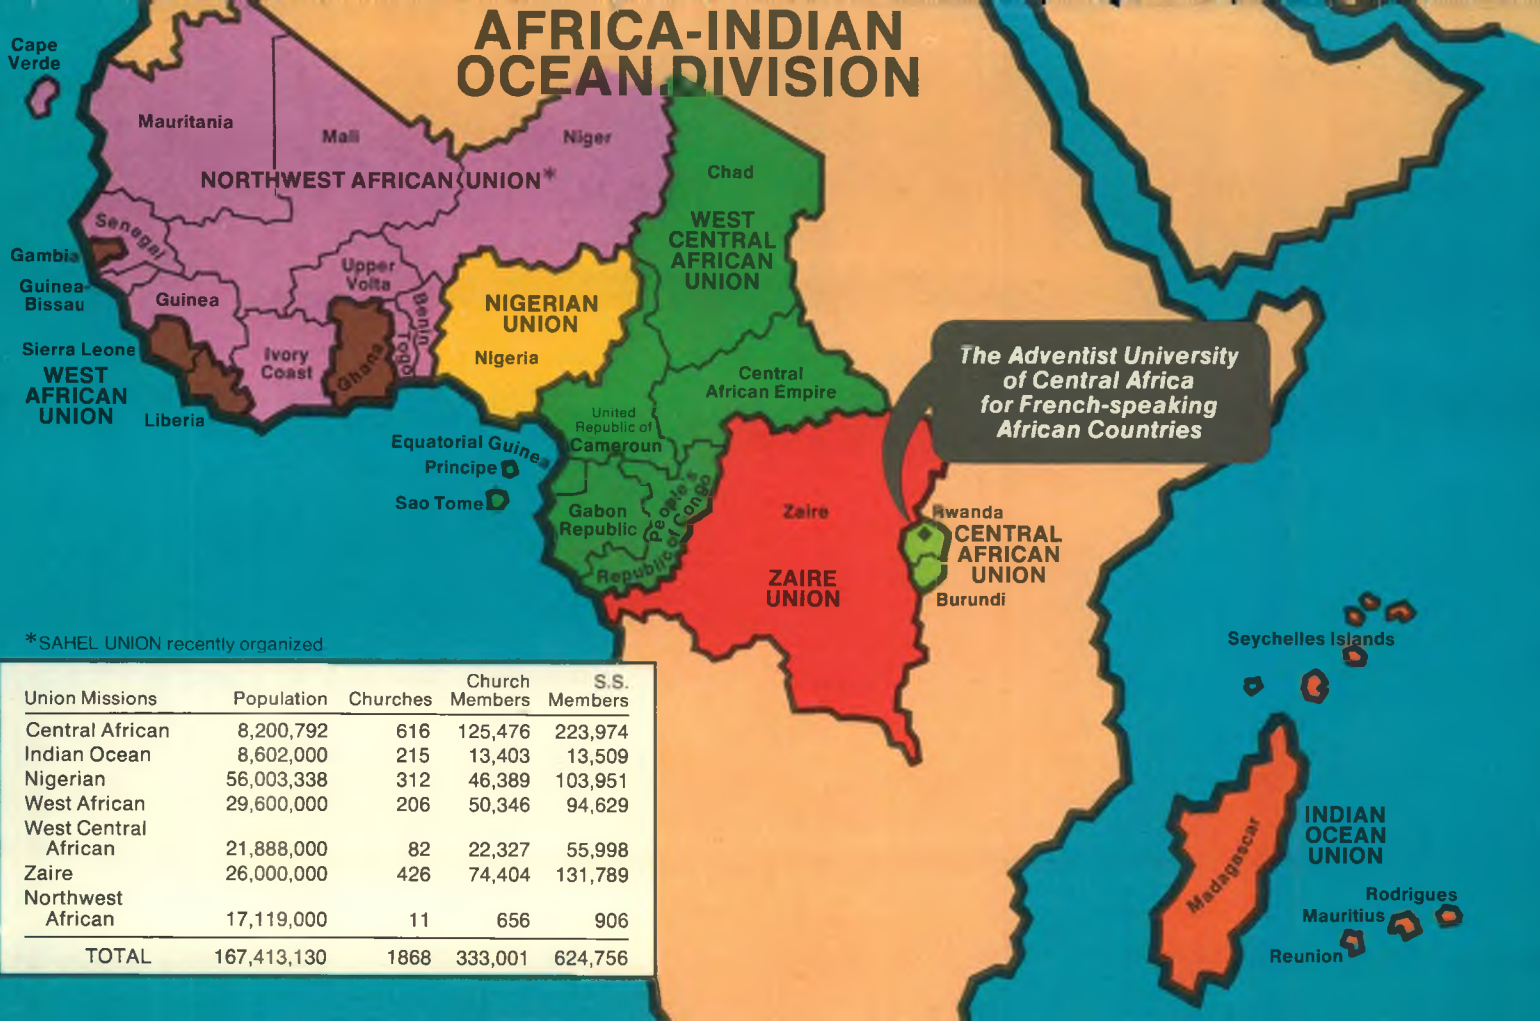 AFRICA-INDIAN
OCEAN DIVISION
Cape
Verde
Mauritania
Mali
Niger
NORTHWEST AFRICAN UNION*
Chad
WEST
CENTRAL
AFRICAN
UNION
Senegal
Gambia
Guinea-
Bissau
Guinea
Upper
Volta
Benin
Togo
NIGERIAN
UNION
Nigeria
Sierra Leone
WEST
AFRICAN
UNION
Liberia
Ivory
Coast
Ghana
Central
African Empire
The Adventist University
of Central Africa
for French-speaking
African Countries
United
Republic of
Cameroun
Equatorial Guinea
Principe
Sao Tome
Gabon
Republic
People's
Republic of Congo
Zaire
ZAIRE
UNION
Rwanda
CENTRAL
AFRICAN
UNION
Burundi
Seychelles Islands
Madagascar
INDIAN
OCEAN
UNION
Rodrigues
Mauritius
Reunion
*SAHEL UNION recently organized
Union Missions Population Churches Church Members S.S. Members
Central African 8,200,792 616 125,476 223,974
Indian Ocean 8,602,000 215 13,403 13,509
Nigerian 56,003,338 312 46,389 103,951
West African 29,600,000 206 50,346 94,629
West Central
African 21,888,000 82 22,327 55,998
Zaire 26,000,000 426 74,404 131,789
Northwest
African 17,119,000 11 656 906
TOTAL 167,413,130 1868 333,001 624,756